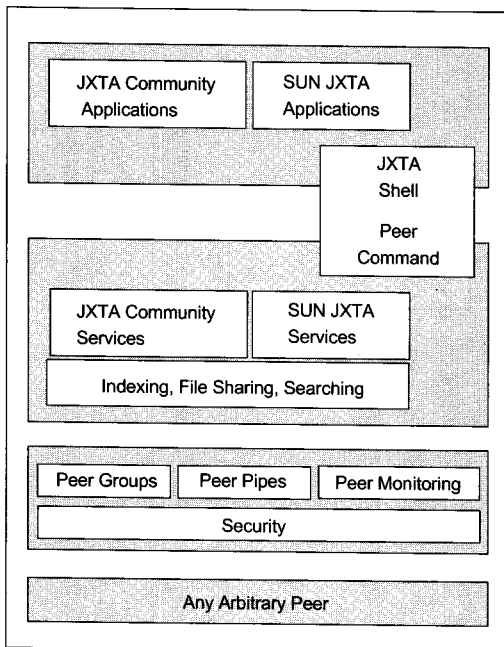 JXTA Community
Applications
SUN JXTA
Applications
JXTA
Shell
Peer
Command
JXTA Community
Services
SUN JXTA
Services
Indexing, File Sharing, Searching
Peer Groups
Peer Pipes
Peer Monitoring
Security
Any Arbitrary Peer